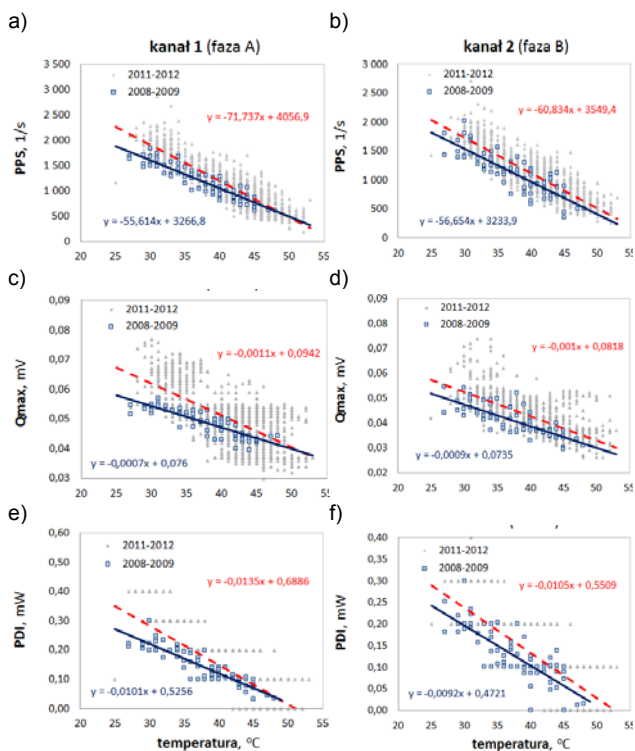 a)
kanał 1 (faza A)
PPS, 1/s
3 500
3 000
2 500
2 000
1 500
1 000
500
0
2011-2012
2008-2009
y = -71,737x + 4056,9
y = -55,614x + 3266,8
20 25 30 35 40 45 50 55
b)
kanał 2 (faza B)
PPS, 1/s
3 000
2 500
2 000
1 500
1 000
500
0
2011-2012
2008-2009
y = -60,834x + 3549,4
y = -56,654x + 3233,9
20 25 30 35 40 45 50 55
c)
Qmax, mV
0,09
0,08
0,07
0,06
0,05
0,04
0,03
2011-2012
2008-2009
y = -0,0011x + 0,0942
y = -0,0007x + 0,076
20 25 30 35 40 45 50 55
d)
Qmax, mV
0,09
0,08
0,07
0,06
0,05
0,04
0,03
0,02
2011-2012
2008-2009
y = -0,001x + 0,0818
y = -0,0009x + 0,0735
20 25 30 35 40 45 50 55
e)
PDI, mW
0,60
0,50
0,40
0,30
0,20
0,10
0,00
2011-2012
2008-2009
y = -0,0135x + 0,6886
y = -0,0101x + 0,5256
20 25 30 35 40 45 50 55
temperatura, ºC
f)
PDI, mW
0,40
0,35
0,30
0,25
0,20
0,15
0,10
0,05
0,00
2011-2012
2008-2009
y = -0,0105x + 0,5509
y = -0,0092x + 0,4721
20 25 30 35 40 45 50 55
temperatura, ºC